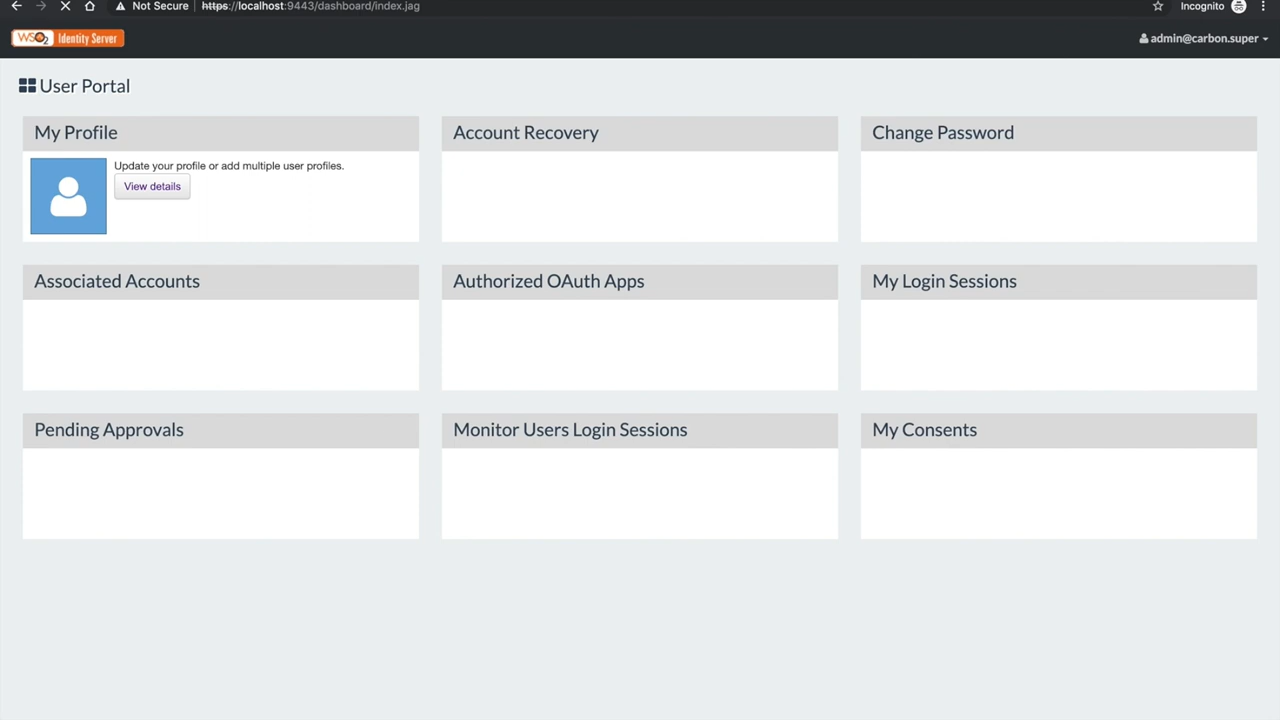 Not Secure https://localhost:9443/dashboard/index.jag Incognito
WSO2 Identity Server admin@carbon.super
User Portal
My Profile
Account Recovery
Change Password
Update your profile or add multiple user profiles.
View details
Associated Accounts
Authorized OAuth Apps
My Login Sessions
Pending Approvals
Monitor Users Login Sessions
My Consents